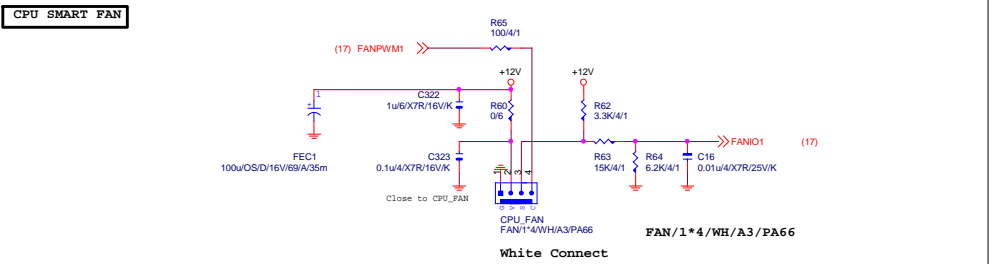 CPU SMART FAN
R65
100/4/1
(17) FANPWM1
+12V
+12V
1
+
C322
1u/6/X7R/16V/K
R60
0/6
R62
3.3K/4/1
FANIO1
(17)
FEC1
100u/OS/D/16V/69/A/35m
C323
0.1u/4/X7R/16V/K
R63
15K/4/1
R64
6.2K/4/1
C16
0.01u/4/X7R/25V/K
1
2
3
4
Close to CPU_FAN
G
V
S
C
CPU_FAN
FAN/1*4/WH/A3/PA66
FAN/1*4/WH/A3/PA66
White Connect